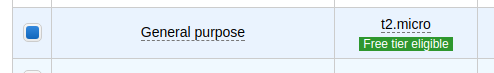 General purpose
t2.micro
Free tier eligible